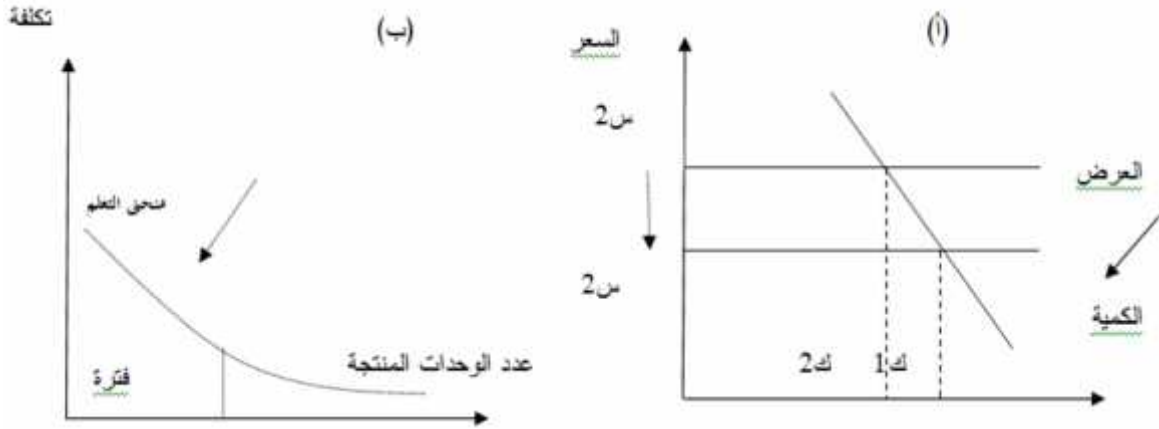 (أ)
السعر
س2
العرض
س2
الكمية
ك2
ك1
(ب)
تكلفة
منحنى التعلم
عدد الوحدات المنتجة
فترة